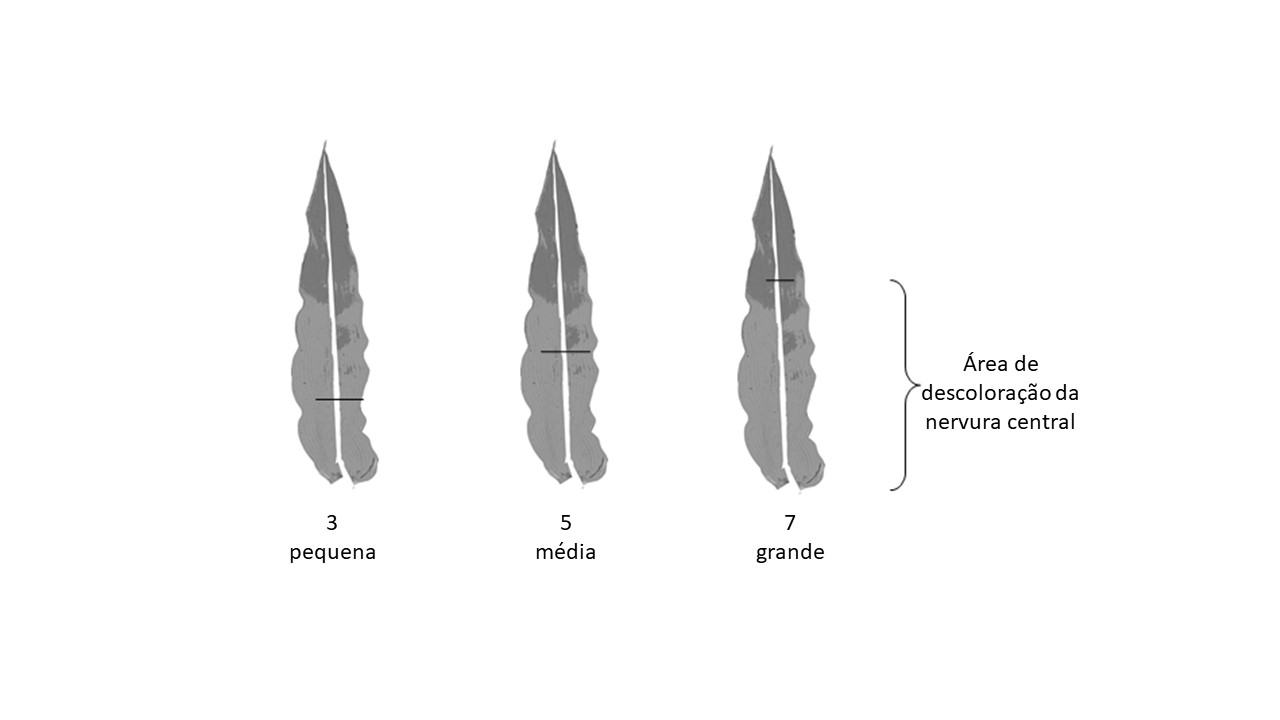 3
pequena
5
média
7
grande
Área de
descoloração da
nervura central